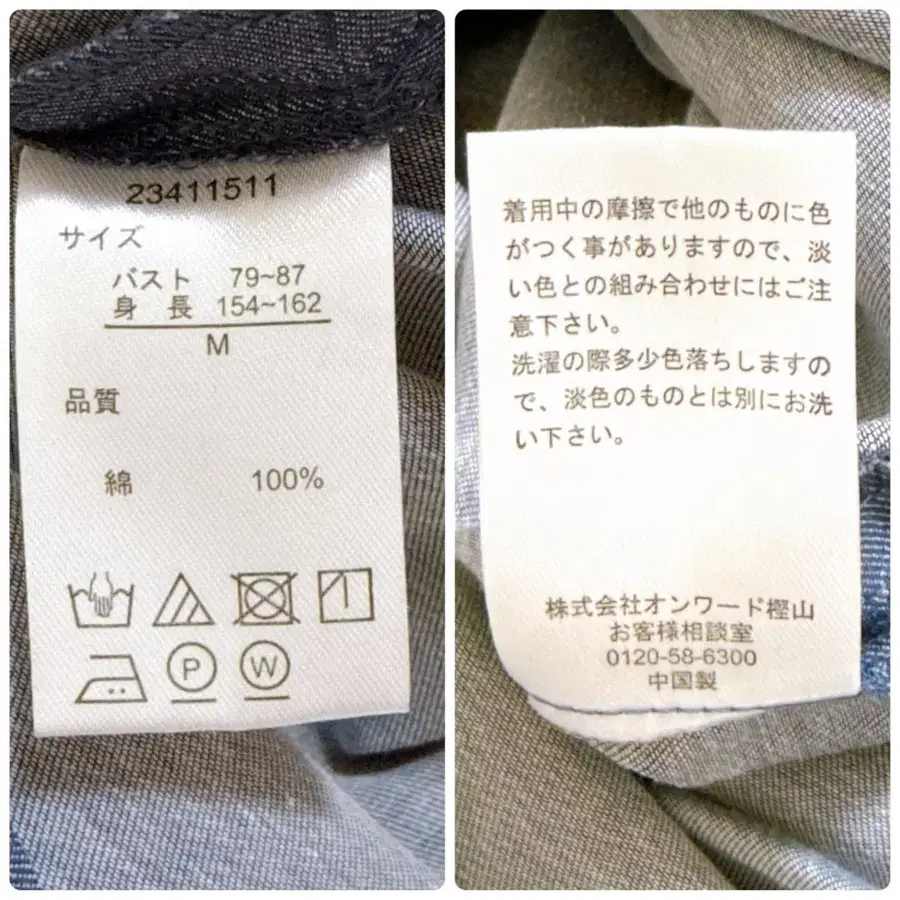 23411511
サイズ
バスト 79~87
身 長 154~162
M
品質
綿 100%
P
W
着用中の摩擦で他のものに色
がつく事がありますので、淡
い色との組み合わせにはご注
意下さい。
洗濯の際多少色落ちしますの
で、淡色のものとは別にお洗
い下さい。
株式会社オンワード樫山
お客様相談室
0120-58-6300
中国製